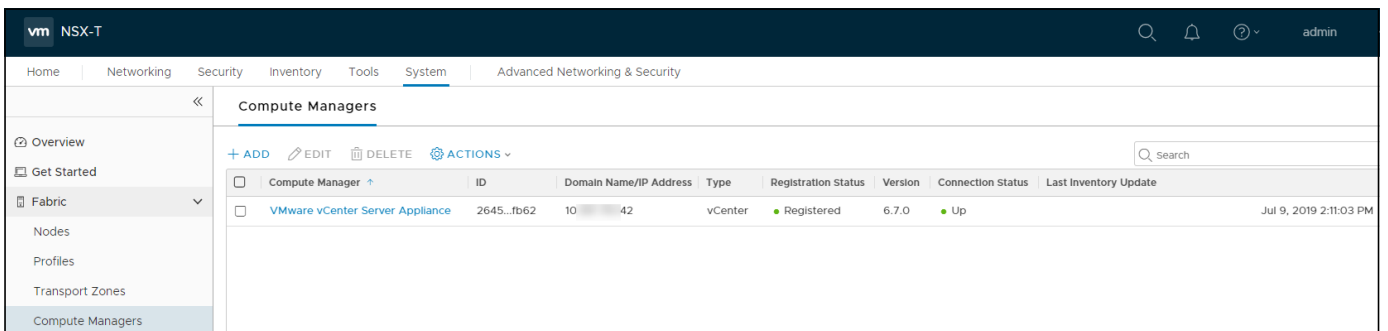 vm NSX-T
admin
Home Networking Security Inventory Tools System Advanced Networking & Security
Compute Managers
Overview
Get Started
Fabric
Nodes
Profiles
Transport Zones
Compute Managers
+ ADD EDIT DELETE ACTIONS
Search
Compute Manager ID Domain Name/IP Address Type Registration Status Version Connection Status Last Inventory Update
VMware vCenter Server Appliance 2645...fb62 10 42 vCenter Registered 6.7.0 Up Jul 9, 2019 2:11:03 PM